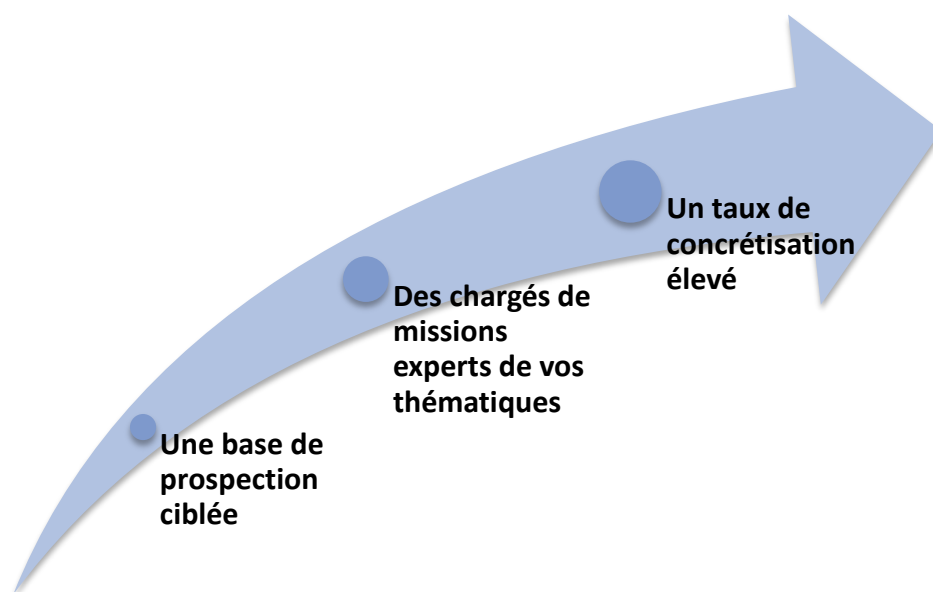 Une base de
prospection
ciblée
Des chargés de
missions
experts de vos
thématiques
Un taux de
concrétisation
élevé